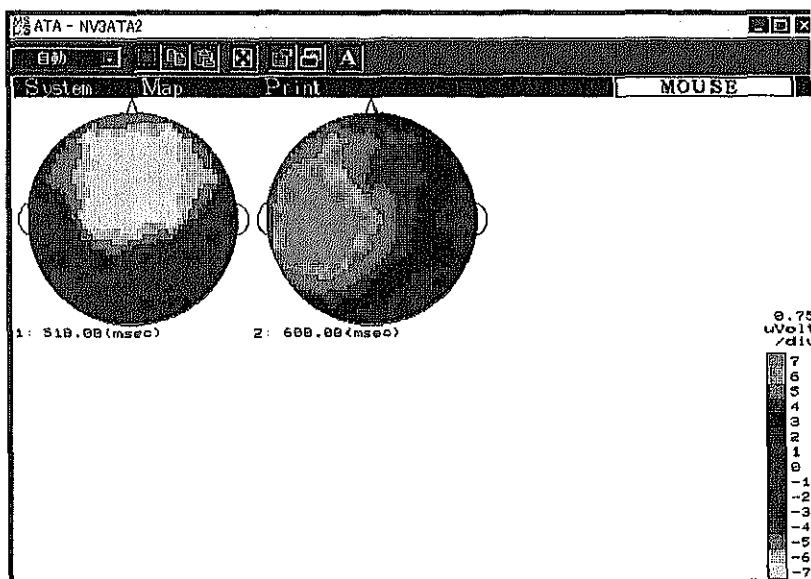 ATA - NV3ATA2
自動
A
System Map Print MOUSE
1: 510.00(msec) 2: 600.00(msec)
0.75
uVolt
/div
7
6
5
4
3
2
1
0
-1
-2
-3
-4
-5
-6
-7